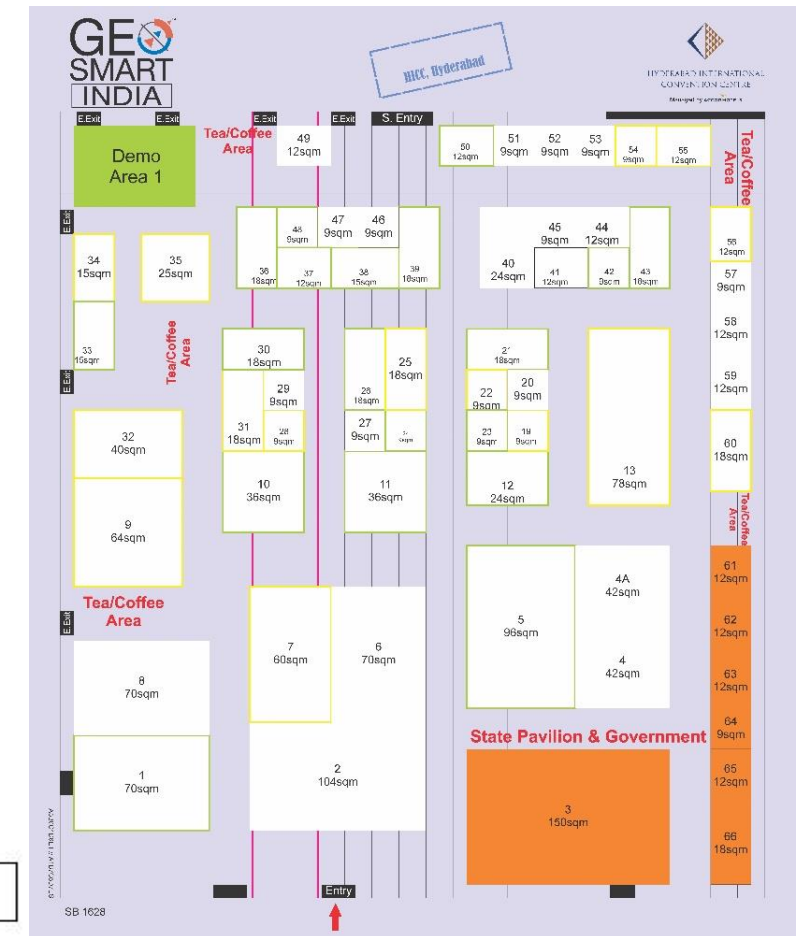 GEO
SMART
INDIA
HICC, Hyderabad
HYDERABAD INTERNATIONAL
CONVENTION CENTRE
E.Exit
E.Exit
E.Exit
E.Exit
S. Entry
Demo
Area 1
Tea/Coffee
Area
49
12sqm
50
12sqm
51
9sqm
52
9sqm
53
9sqm
54
9sqm
55
12sqm
Tea/Coffee
Area
E.Exit
34
15sqm
35
25sqm
36
18sqm
9sqm
47
9sqm
46
9sqm
37
12sqm
38
15sqm
39
18sqm
40
24sqm
45
9sqm
44
12sqm
41
12sqm
42
9sqm
43
18sqm
56
12sqm
57
9sqm
58
12sqm
59
12sqm
60
18sqm
33
15sqm
Tea/Coffee
Area
E.Exit
30
18sqm
29
9sqm
31
18sqm
28
9sqm
10
36sqm
26
18sqm
25
18sqm
27
9sqm
11
36sqm
21
18sqm
22
9sqm
20
9sqm
23
9sqm
19
9sqm
12
24sqm
13
78sqm
32
40sqm
9
64sqm
Tea/Coffee
Area
Tea/Coffee
Area
E.Exit
8
70sqm
1
70sqm
7
60sqm
6
70sqm
2
104sqm
5
96sqm
4A
42sqm
4
42sqm
State Pavilion & Government
3
150sqm
61
12sqm
62
12sqm
63
12sqm
64
9sqm
65
12sqm
66
18sqm
Entry
SB 1628